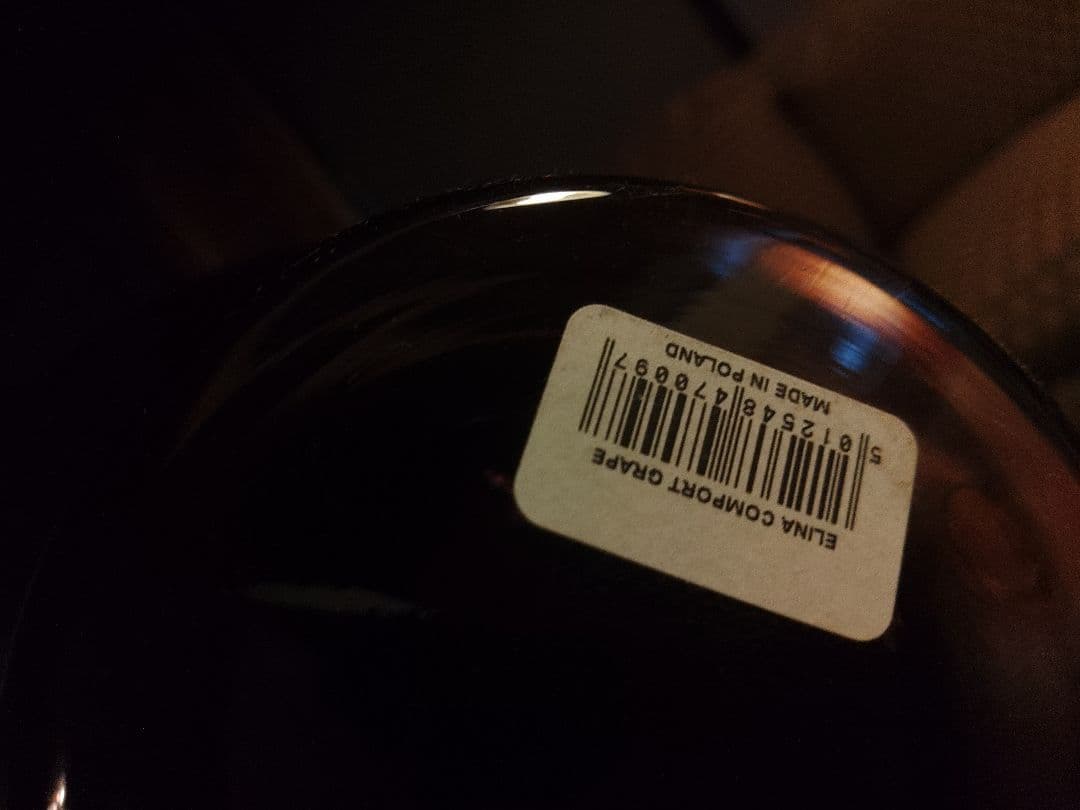 ELINA COMPORT GRAPE
5 012548 470097
MADE IN POLAND